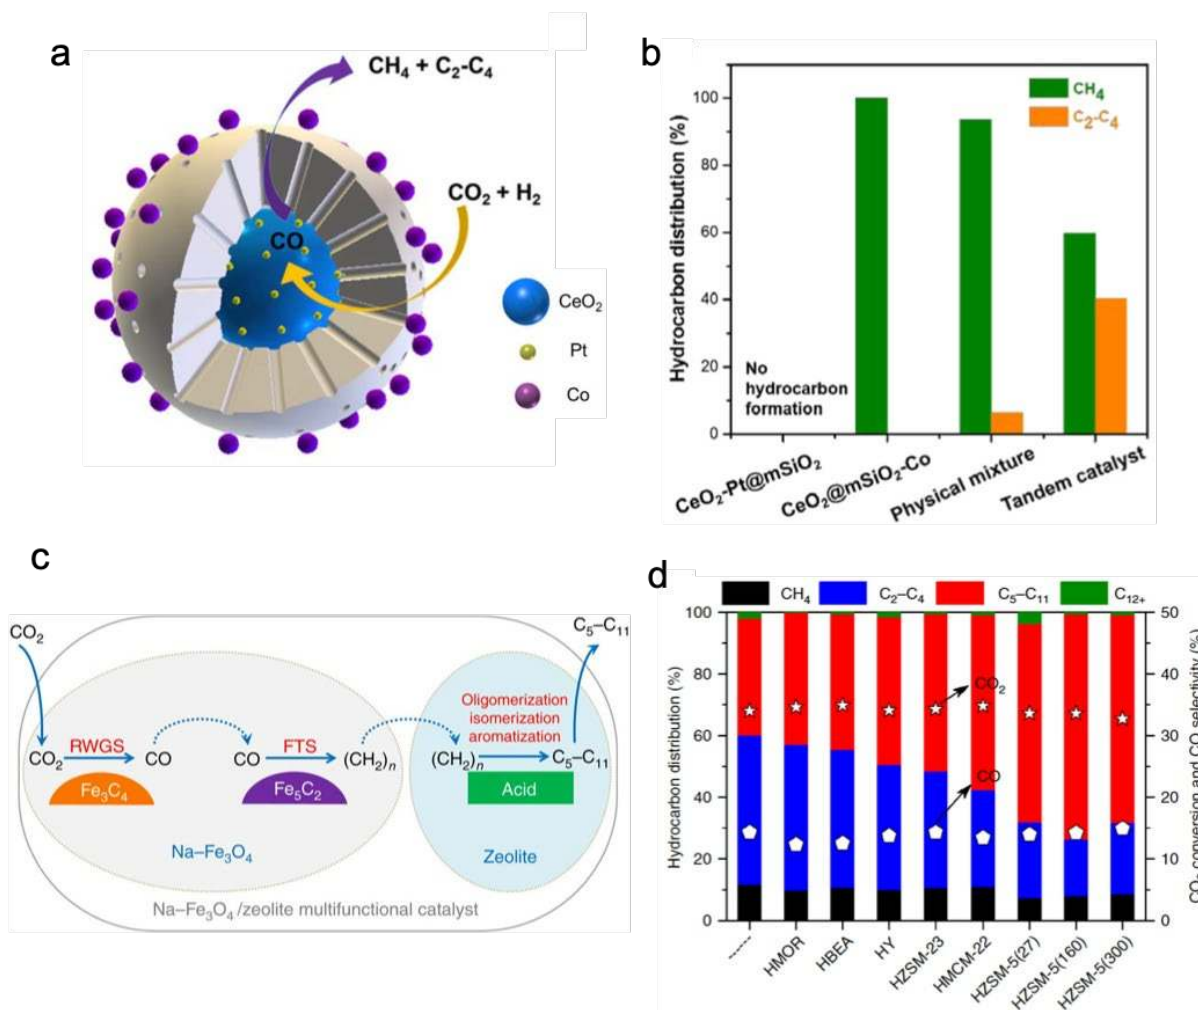 a
CH4 + C2-C4
CO2 + H2
CO
CeO2
Pt
Co
b
Hydrocarbon distribution (%)
100
80
60
40
20
0
CH4
C2-C4
No
hydrocarbon
formation
CeO2-Pt@mSiO2
CeO2@mSiO2-Co
Physical mixture
Tandem catalyst
c
CO2
C5–C11
Oligomerization
isomerization
aromatization
CO2 RWGS CO
CO FTS (CH2)n
(CH2)n C5–C11
Fe3C4
Fe5C2
Acid
Na–Fe3O4
Zeolite
Na–Fe3O4/zeolite multifunctional catalyst
d
CH4 C2–C4 C5–C11 C12+
Hydrocarbon distribution (%)
100
80
60
40
20
0
CO2
CO
50
40
30
20
10
0
CO2 conversion and CO selectivity (%)
------
HMOR
HBEA
HY
HZSM-23
HMCM-22
HZSM-5(27)
HZSM-5(160)
HZSM-5(300)